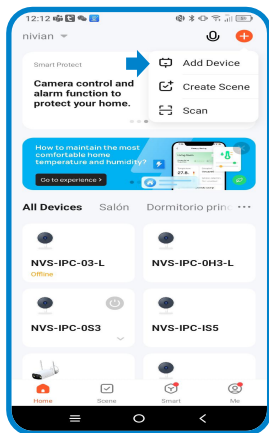 12:12
nivian
Smart Protect
Camera control and
alarm function to
protect your home.
Add Device
Create Scene
Scan
How to maintain the most
comfortable home
temperature and humidity?
Go to experience >
All Devices Salón Dormitorio princ
NVS-IPC-03-L
Offline
NVS-IPC-0H3-L
NVS-IPC-0S3
NVS-IPC-IS5
Home Scene Smart Me